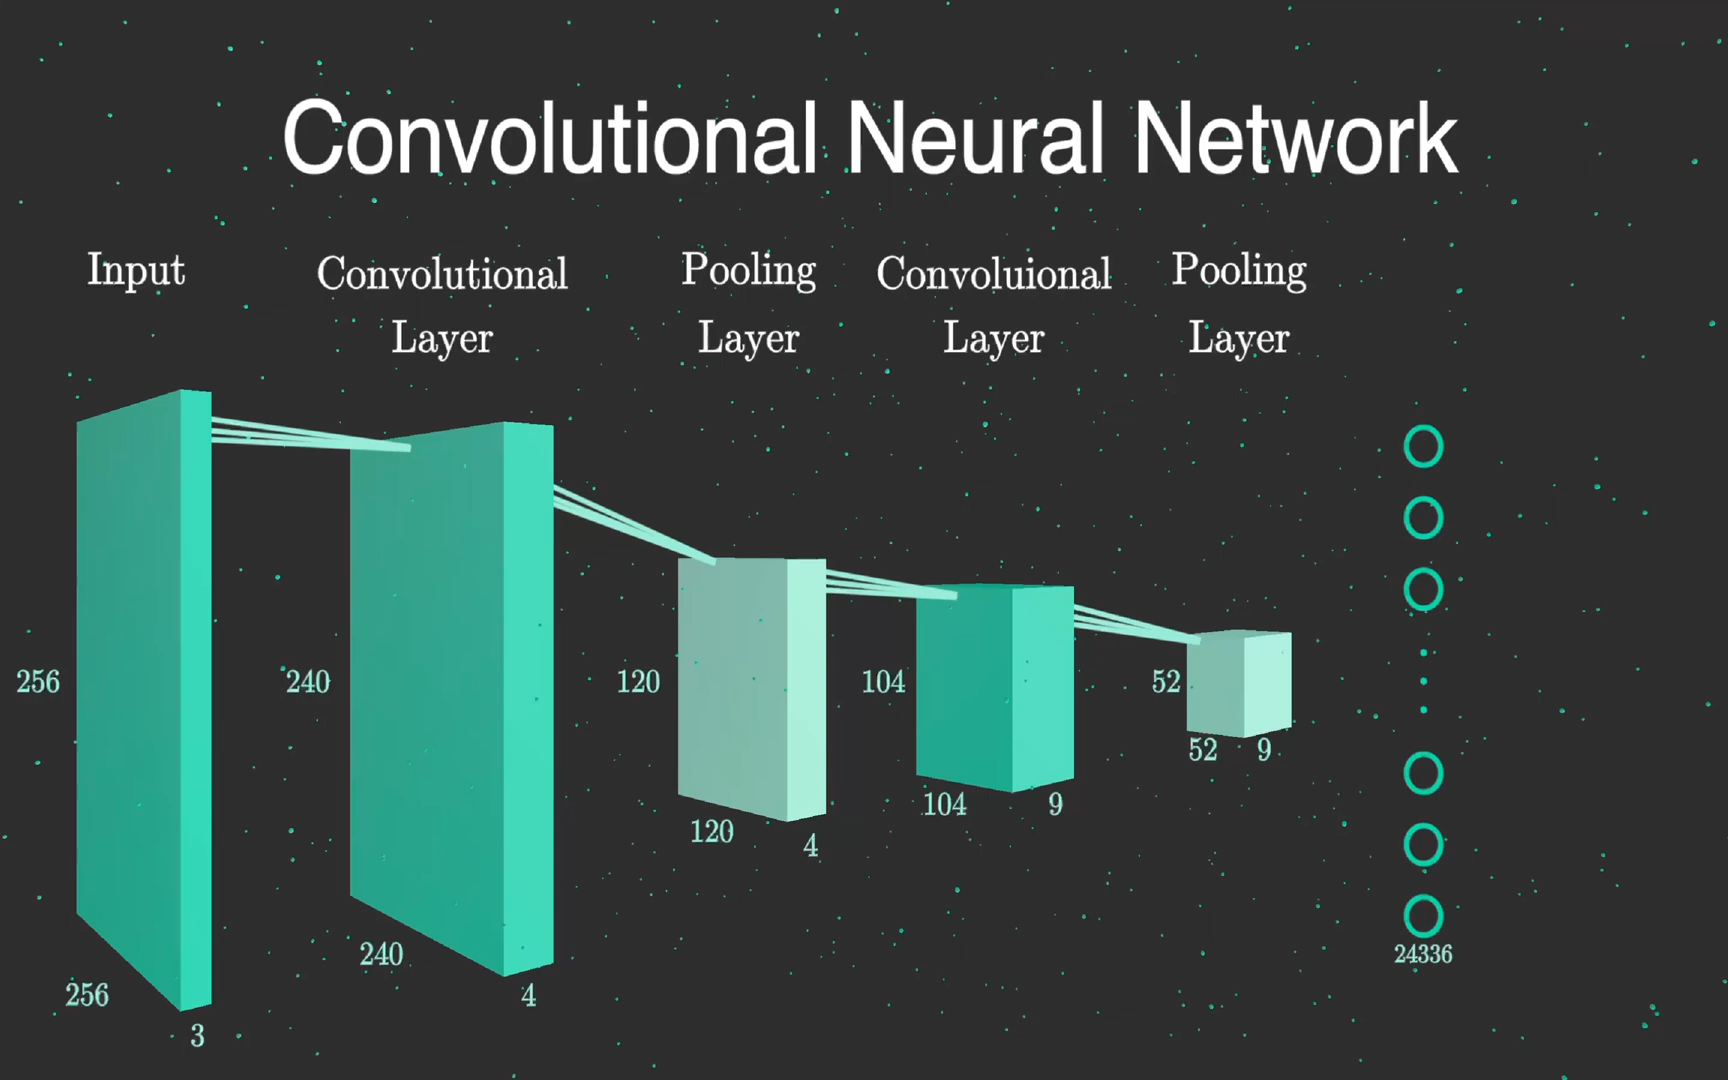 Convolutional Neural Network
Input
Convolutional
Layer
Pooling
Layer
Convoluional
Layer
Pooling
Layer
256
256
3
240
240
4
120
120
4
104
104
9
52
52
9
24336